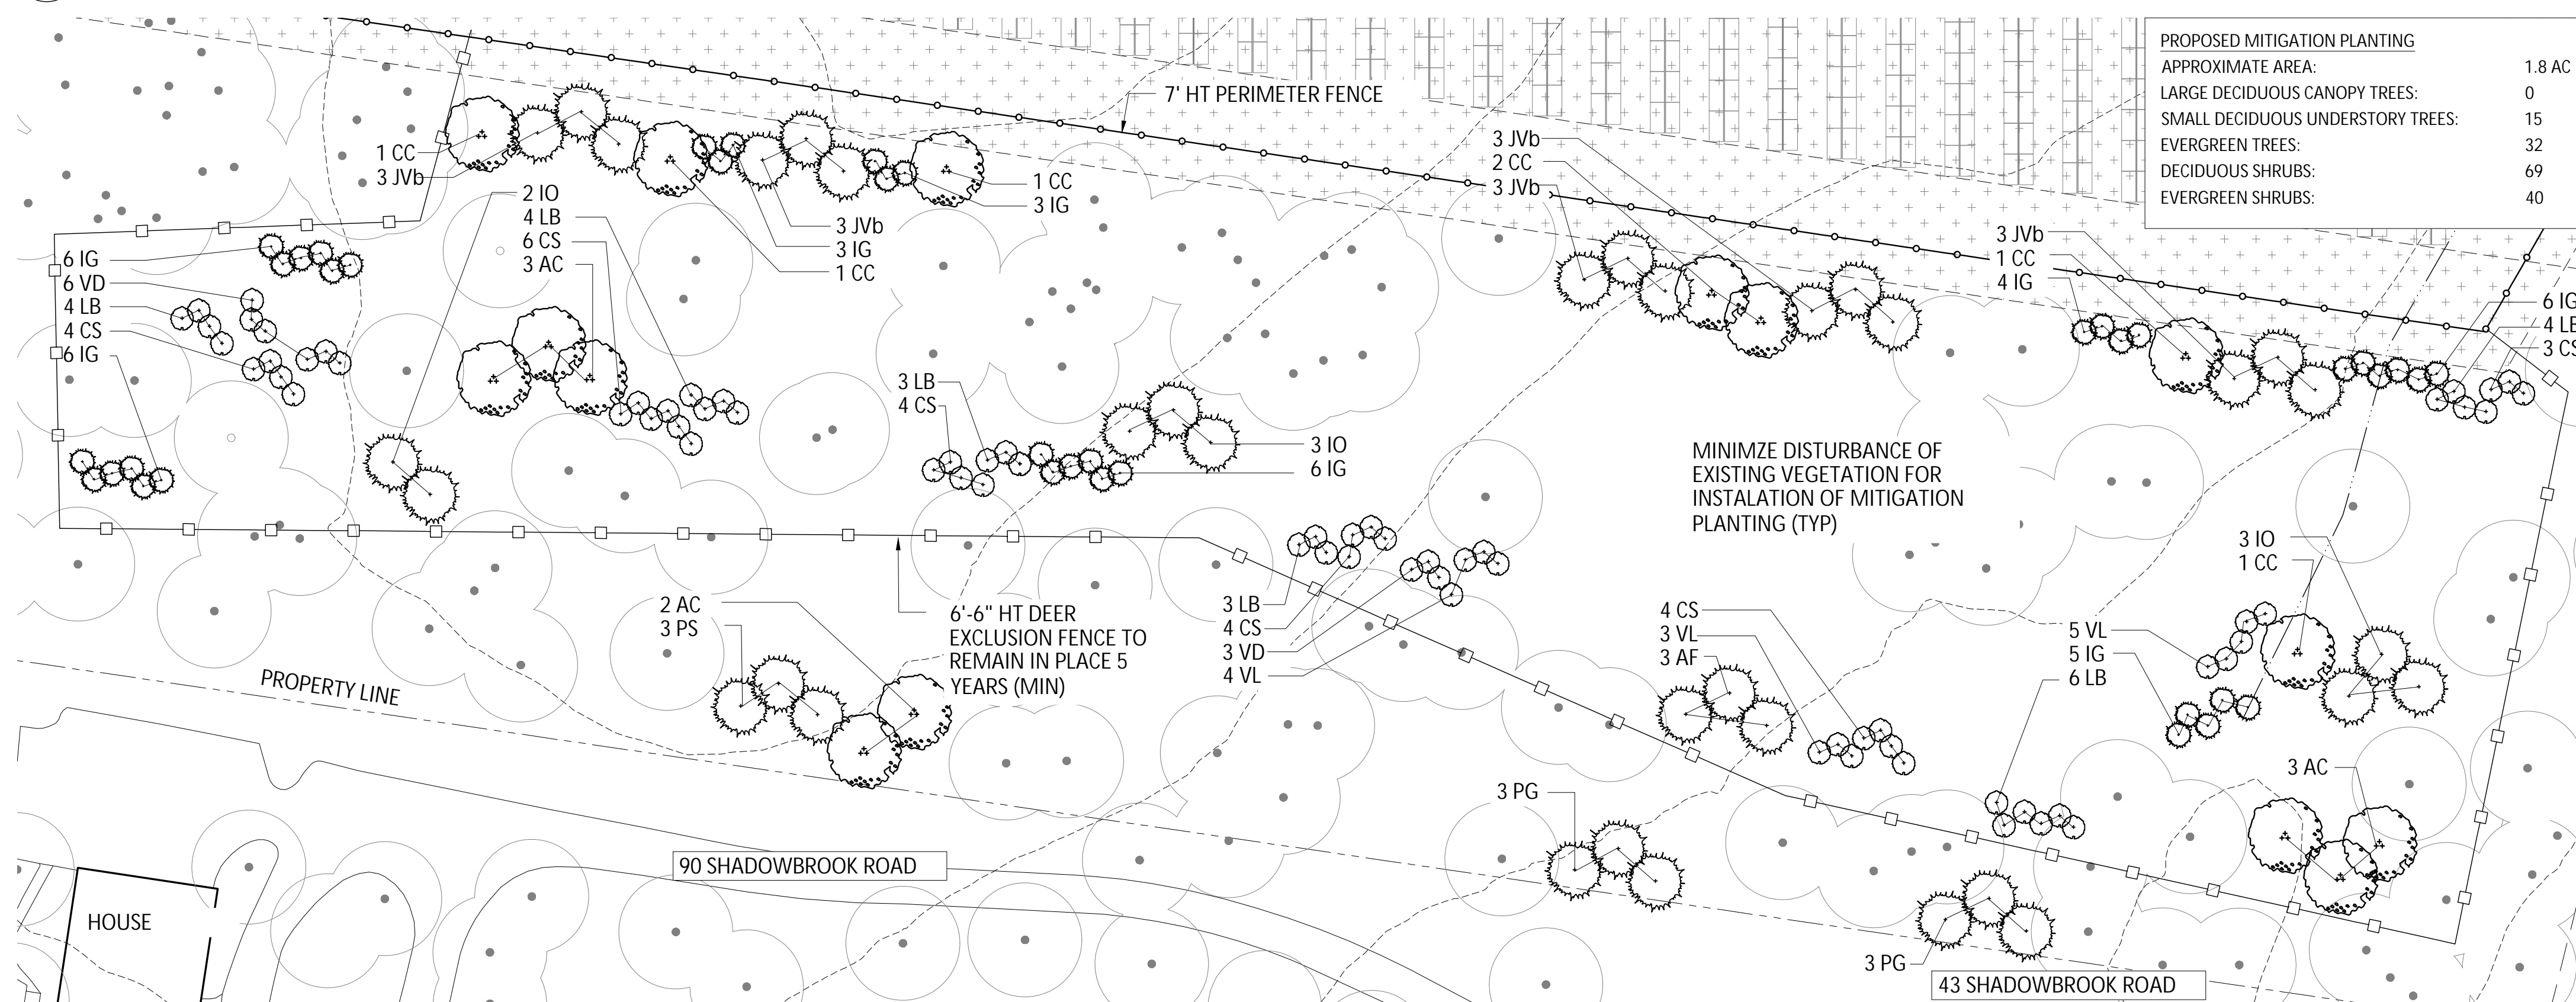 PROPOSED MITIGATION PLANTING
APPROXIMATE AREA: 1.8 AC
LARGE DECIDUOUS CANOPY TREES: 0
SMALL DECIDUOUS UNDERSTORY TREES: 15
EVERGREEN TREES: 32
DECIDUOUS SHRUBS: 69
EVERGREEN SHRUBS: 40
7' HT PERIMETER FENCE
1 CC
3 JVb
2 IO
4 LB
6 CS
3 AC
1 CC
3 IG
3 JVb
3 IG
1 CC
3 JVb
2 CC
3 JVb
3 JVb
1 CC
4 IG
6 IG
4 LB
3 CS
6 IG
6 VD
4 LB
4 CS
6 IG
3 LB
4 CS
3 IO
6 IG
MINIMZE DISTURBANCE OF
EXISTING VEGETATION FOR
INSTALATION OF MITIGATION
PLANTING (TYP)
3 IO
1 CC
2 AC
3 PS
6'-6" HT DEER
EXCLUSION FENCE TO
REMAIN IN PLACE 5
YEARS (MIN)
3 LB
4 CS
3 VD
4 VL
4 CS
3 VL
3 AF
5 VL
5 IG
6 LB
PROPERTY LINE
3 AC
3 PG
90 SHADOWBROOK ROAD
HOUSE
3 PG
43 SHADOWBROOK ROAD